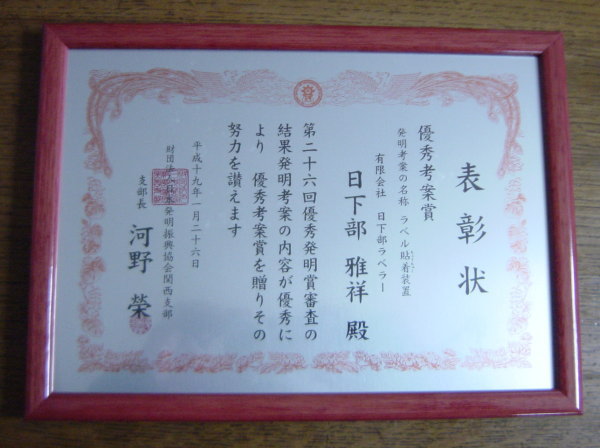 表彰状
優秀考案賞
発明考案の名称 ラベル貼着装置
有限会社 日下部ラベラー
日下部 雅祥 殿
第二十六回優秀発明賞審査の
結果発明考案の内容が優秀に
より 優秀考案賞を贈りその
努力を讃えます
平成十九年一月二十六日
財団法人日本発明振興協会関西支部
支部長 河野 榮